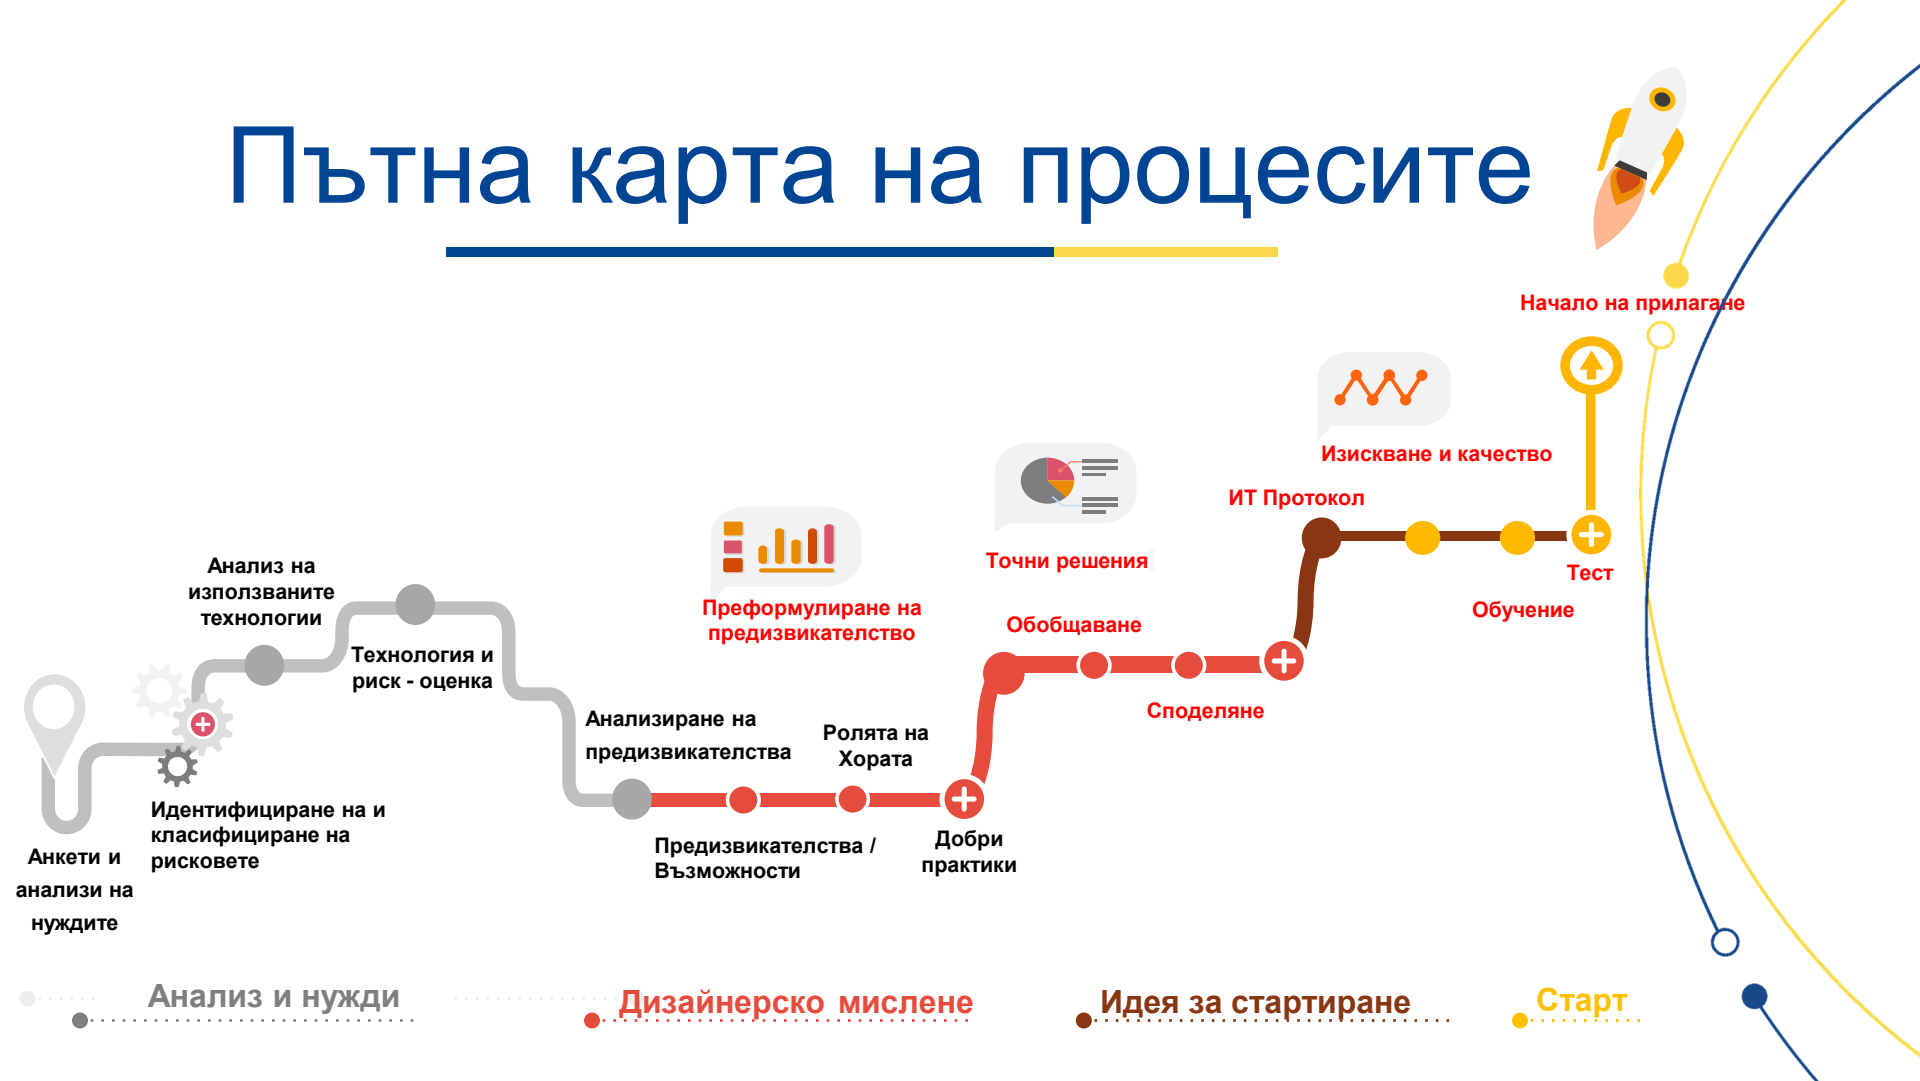 Пътна карта на процесите
Начало на прилагане
Изискване и качество
ИТ Протокол
Тест
Обучение
Точни решения
Обобщаване
Споделяне
Преформулиране на
предизвикателство
Анализ на
използваните
технологии
Технология и
риск - оценка
Анализиране на
предизвикателства
Ролята на
Хората
Идентифициране на и
класифициране на
рисковете
Предизвикателства /
Възможности
Добри
практики
Анкети и
анализи на
нуждите
Анализ и нужди
Дизайнерско мислене
Идея за стартиране
Старт